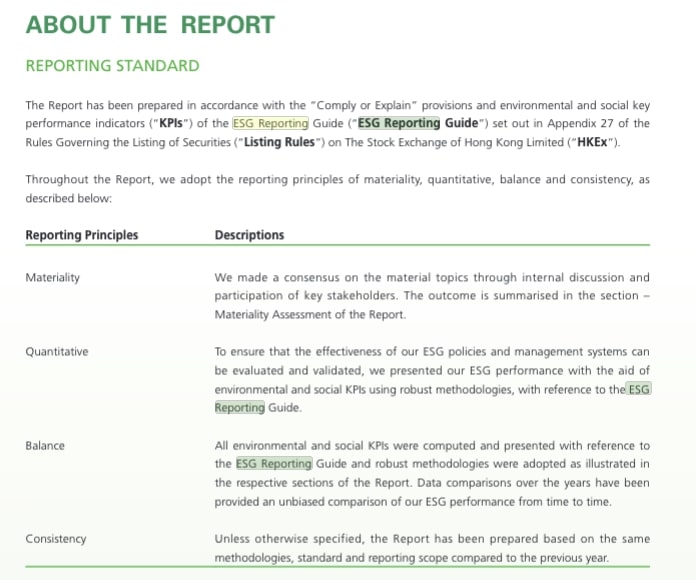 ABOUT THE REPORT
REPORTING STANDARD
The Report has been prepared in accordance with the "Comply or Explain" provisions and environmental and social key
performance indicators ("KPIs") of the ESG Reporting Guide ("ESG Reporting Guide") set out in Appendix 27 of the
Rules Governing the Listing of Securities ("Listing Rules") on The Stock Exchange of Hong Kong Limited ("HKEx").
Throughout the Report, we adopt the reporting principles of materiality, quantitative, balance and consistency, as
described below:
Reporting Principles Descriptions
Materiality We made a consensus on the material topics through internal discussion and
participation of key stakeholders. The outcome is summarised in the section –
Materiality Assessment of the Report.
Quantitative To ensure that the effectiveness of our ESG policies and management systems can
be evaluated and validated, we presented our ESG performance with the aid of
environmental and social KPIs using robust methodologies, with reference to the ESG
Reporting Guide.
Balance All environmental and social KPIs were computed and presented with reference to
the ESG Reporting Guide and robust methodologies were adopted as illustrated in
the respective sections of the Report. Data comparisons over the years have been
provided an unbiased comparison of our ESG performance from time to time.
Consistency Unless otherwise specified, the Report has been prepared based on the same
methodologies, standard and reporting scope compared to the previous year.